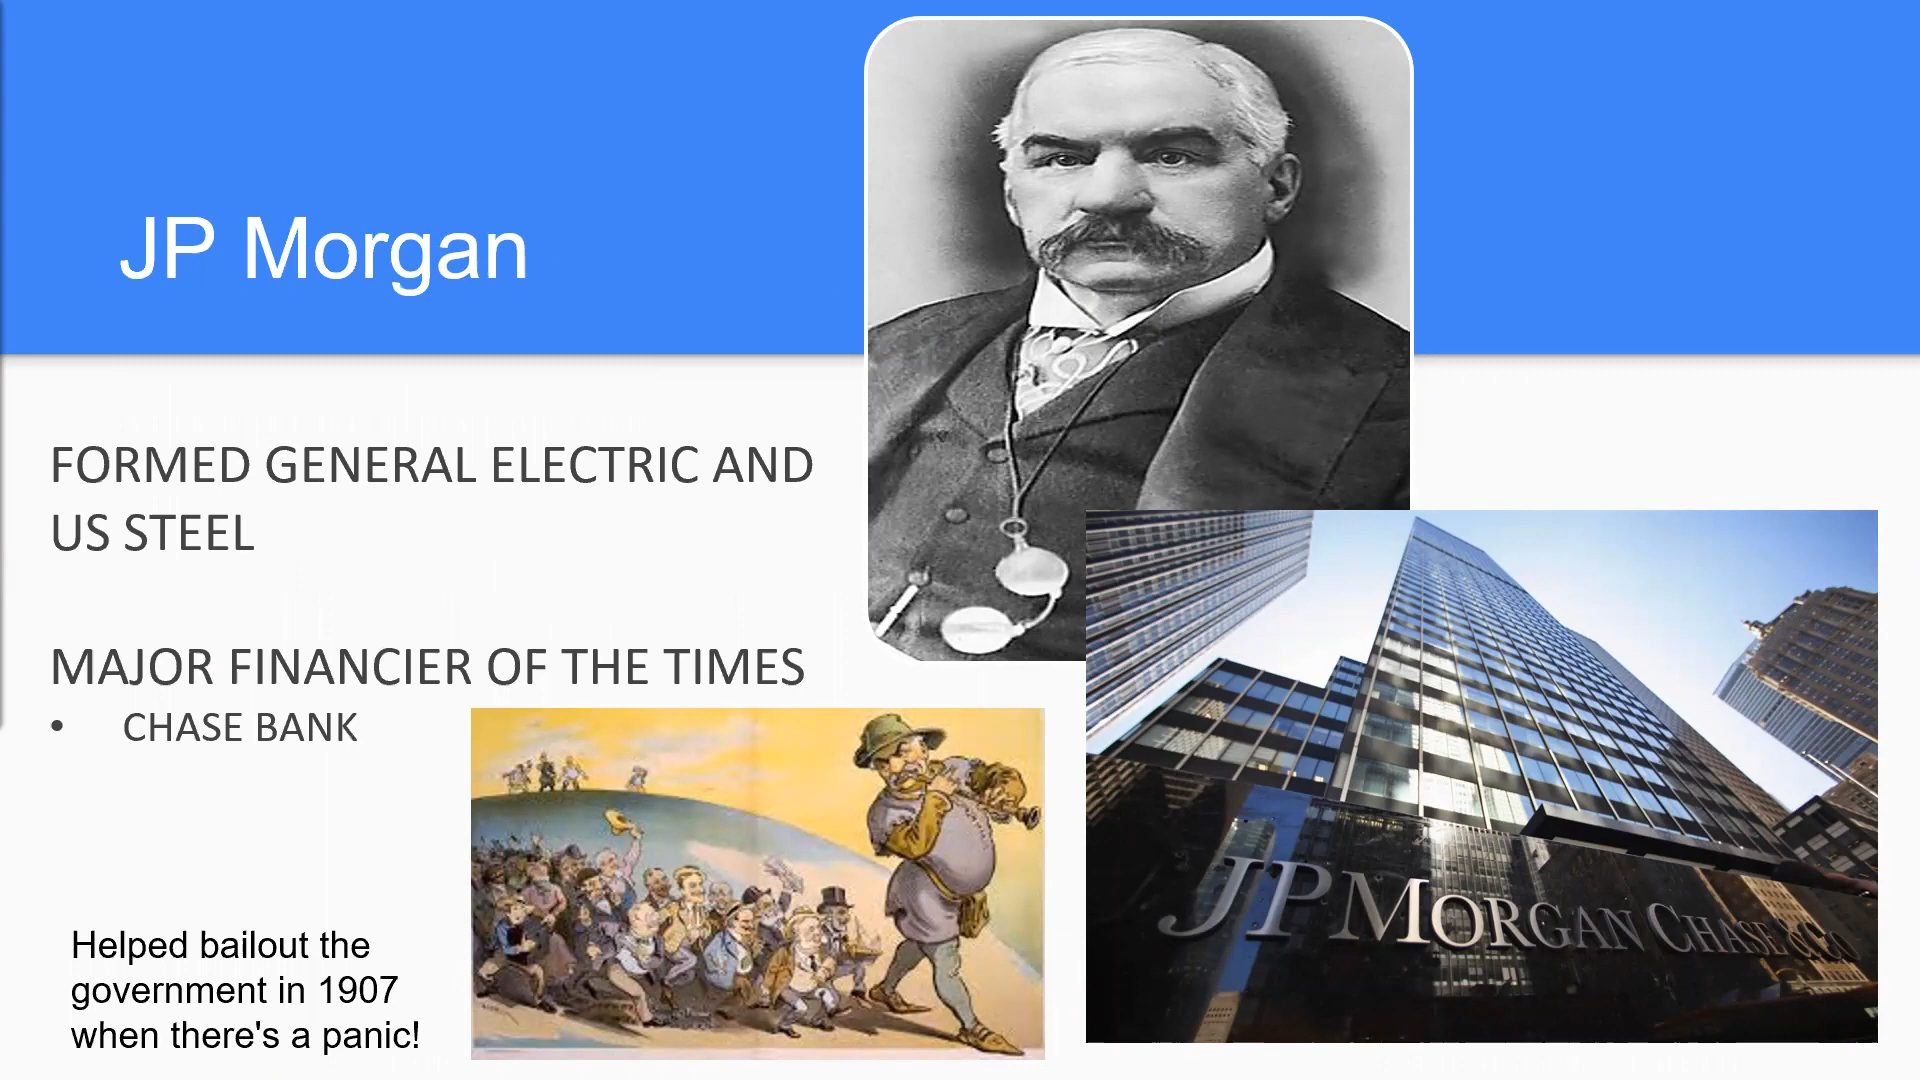 JP Morgan
FORMED GENERAL ELECTRIC AND
US STEEL
MAJOR FINANCIER OF THE TIMES
• CHASE BANK
Helped bailout the
government in 1907
when there's a panic!
JPMORGAN CHASE & CO